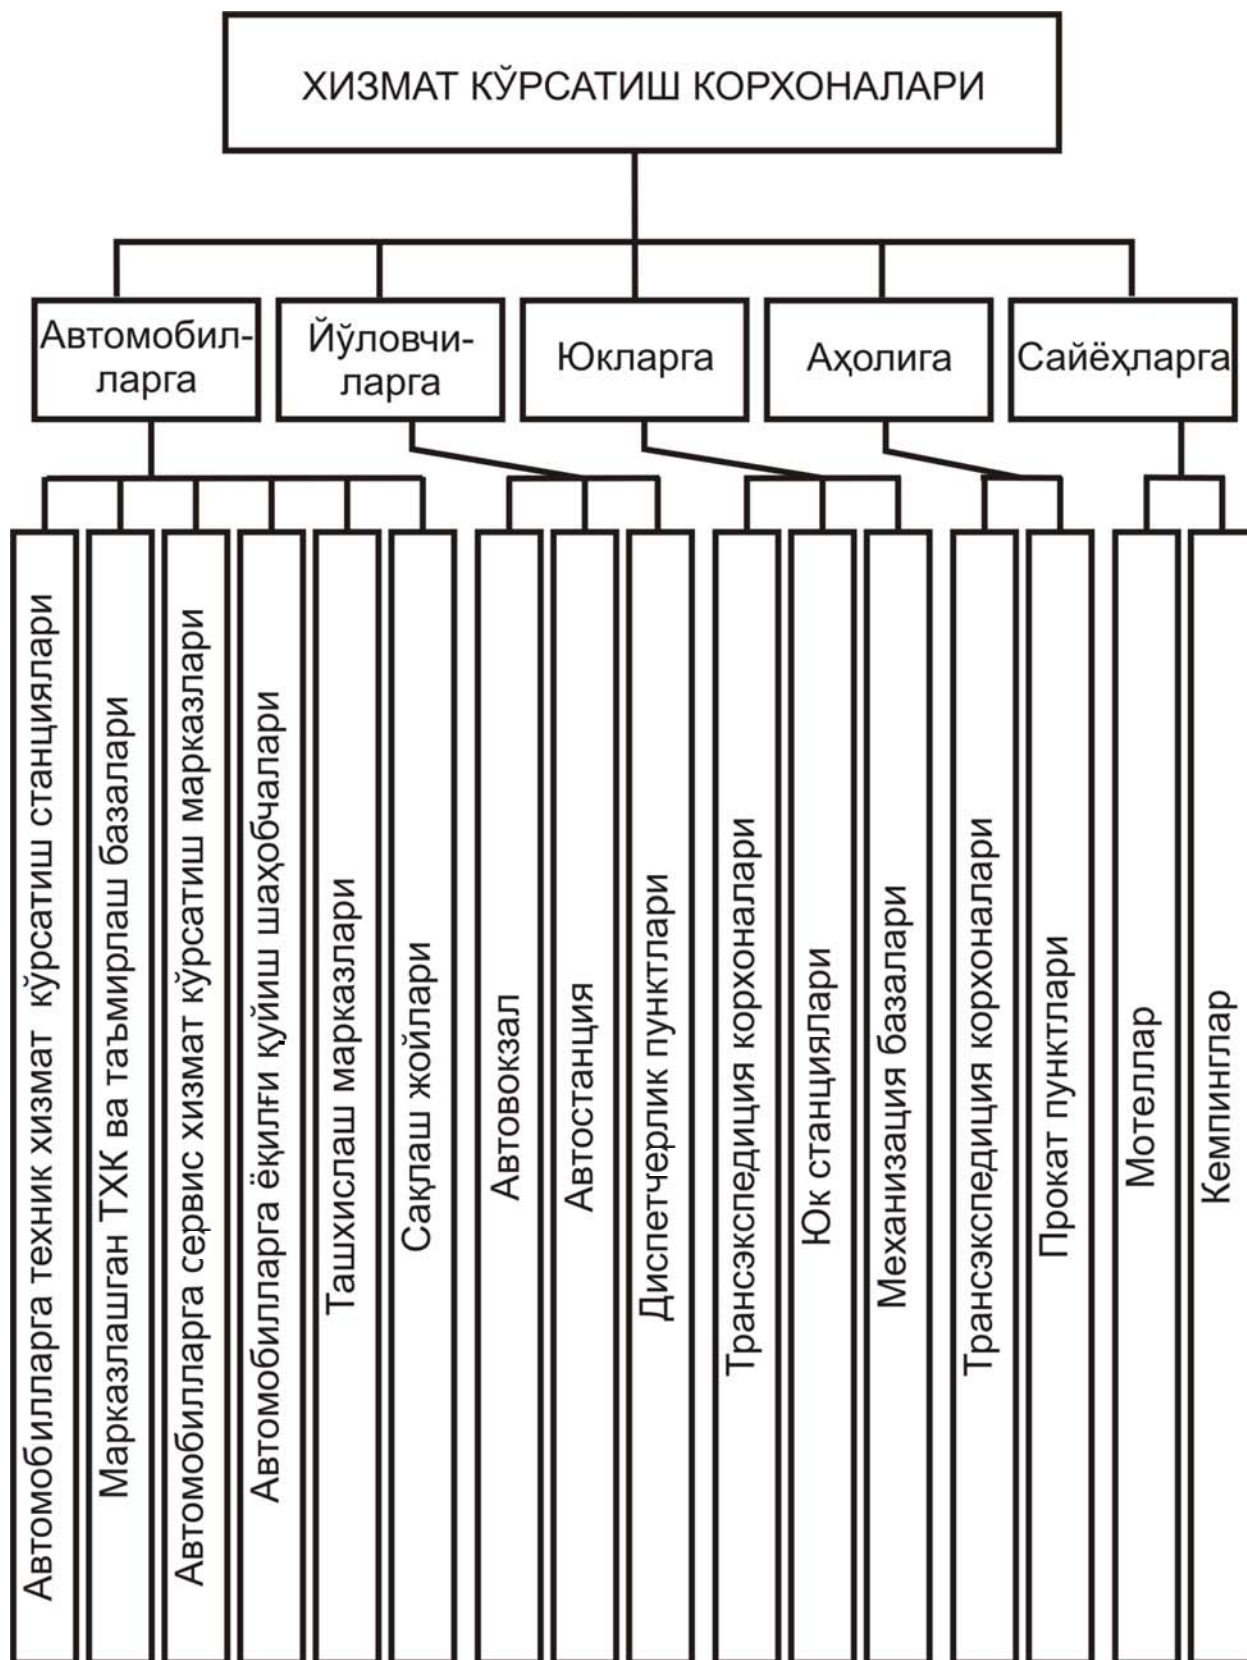 ХИЗМАТ КЎРСАТИШ КОРХОНАЛАРИ
Автомобил-
ларга
Йўловчи-
ларга
Юкларга
Аҳолига
Сайёҳларга
Автомобилларга техник хизмат кўрсатиш станциялари
Марказлашган ТХК ва таъмирлаш базалари
Автомобилларга сервис хизмат кўрсатиш марказлари
Автомобилларга ёқилғи қуйиш шаҳобчалари
Ташхислаш марказлари
Сақлаш жойлари
Автовокзал
Автостанция
Диспетчерлик пунктлари
Трансэкспедиция корхоналари
Юк станциялари
Механизация базалари
Трансэкспедиция корхоналари
Прокат пунктлари
Мотеллар
Кемпинглар